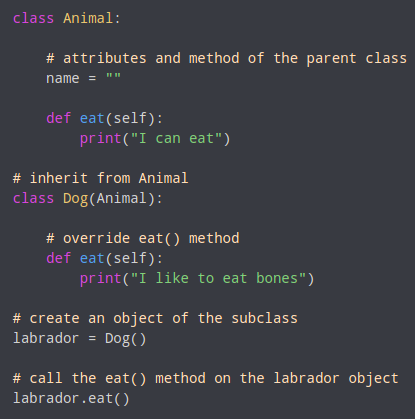 class Animal:
    # attributes and method of the parent class
    name = ""
    def eat(self):
        print("I can eat")
# inherit from Animal
class Dog(Animal):
    # override eat() method
    def eat(self):
        print("I like to eat bones")
# create an object of the subclass
labrador = Dog()
# call the eat() method on the labrador object
labrador.eat()